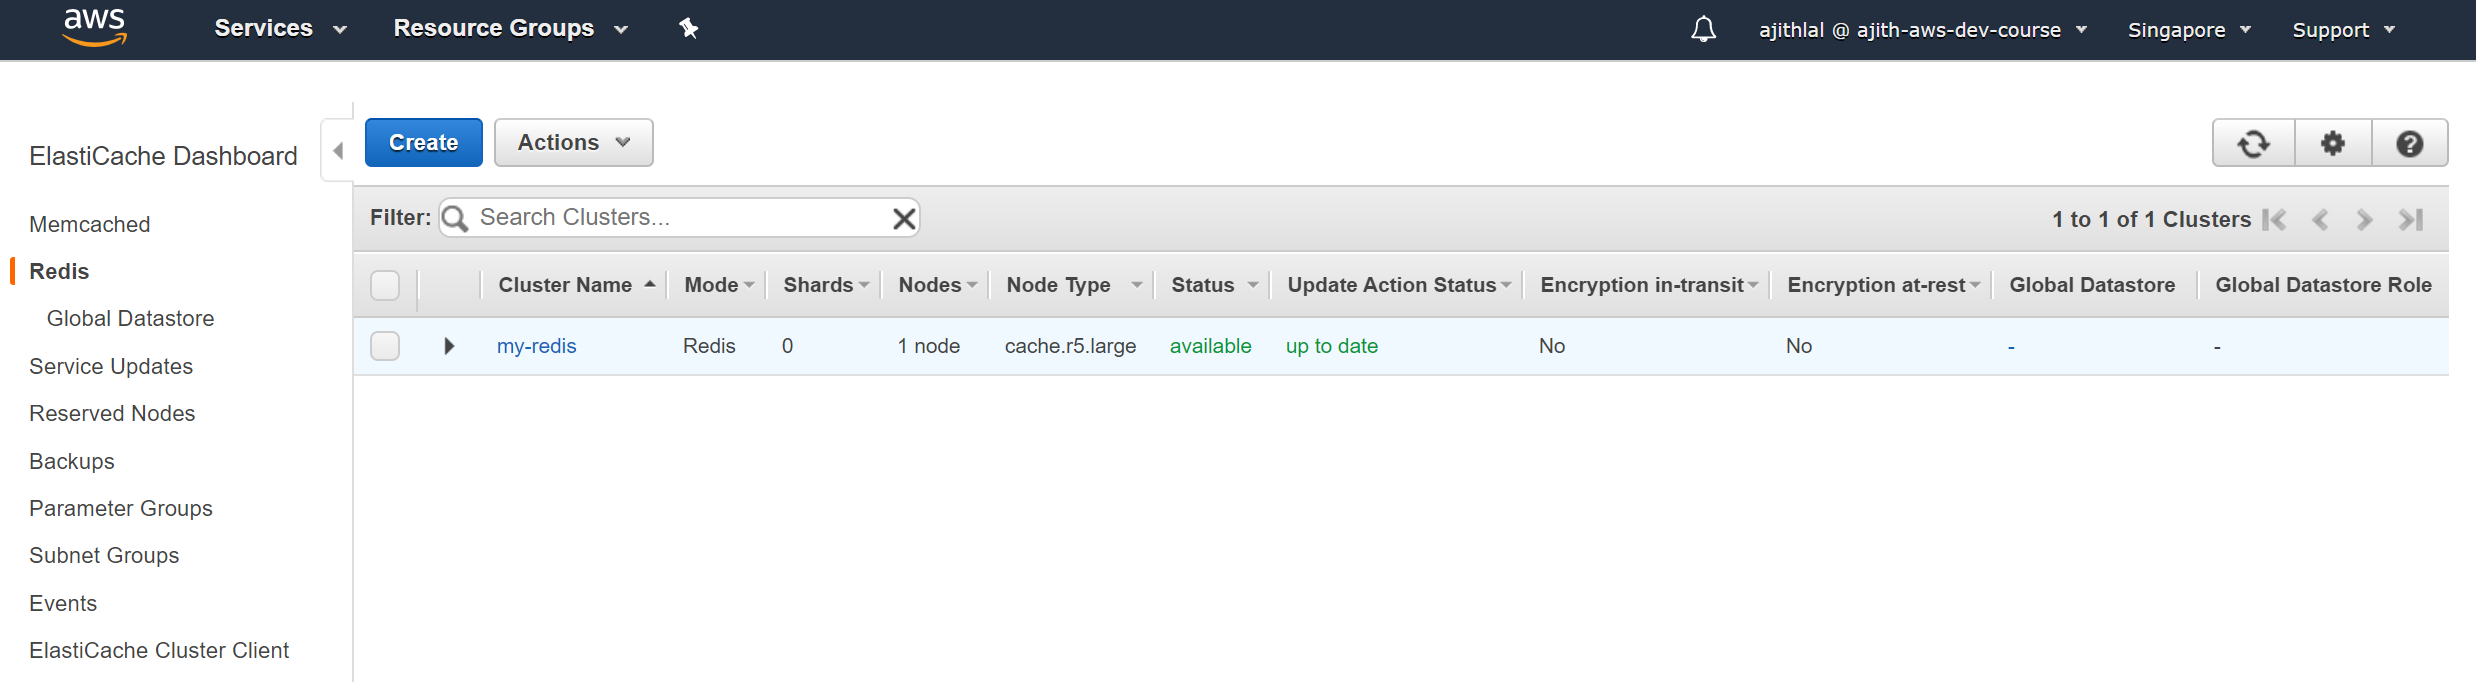 aws Services Resource Groups ajithlal @ ajith-aws-dev-course Singapore Support
ElastiCache Dashboard
Memcached
Redis
Global Datastore
Service Updates
Reserved Nodes
Backups
Parameter Groups
Subnet Groups
Events
ElastiCache Cluster Client
Create Actions
Filter: Search Clusters... 1 to 1 of 1 Clusters
Cluster Name Mode Shards Nodes Node Type Status Update Action Status Encryption in-transit Encryption at-rest Global Datastore Global Datastore Role
my-redis Redis 0 1 node cache.r5.large available up to date No No - -